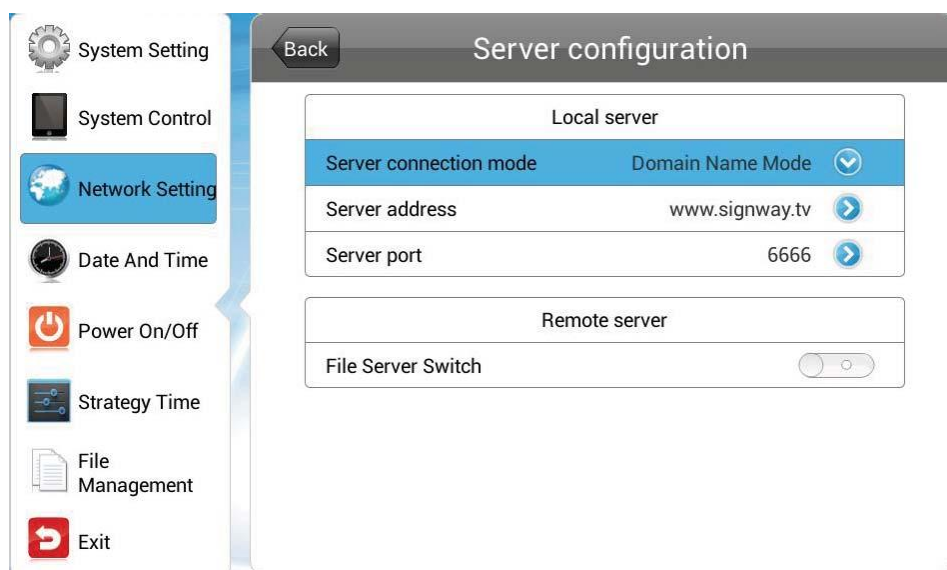 System Setting
System Control
Network Setting
Date And Time
Power On/Off
Strategy Time
File
Management
Exit
Back
Server configuration
Local server
Server connection mode Domain Name Mode
Server address www.signway.tv
Server port 6666
Remote server
File Server Switch